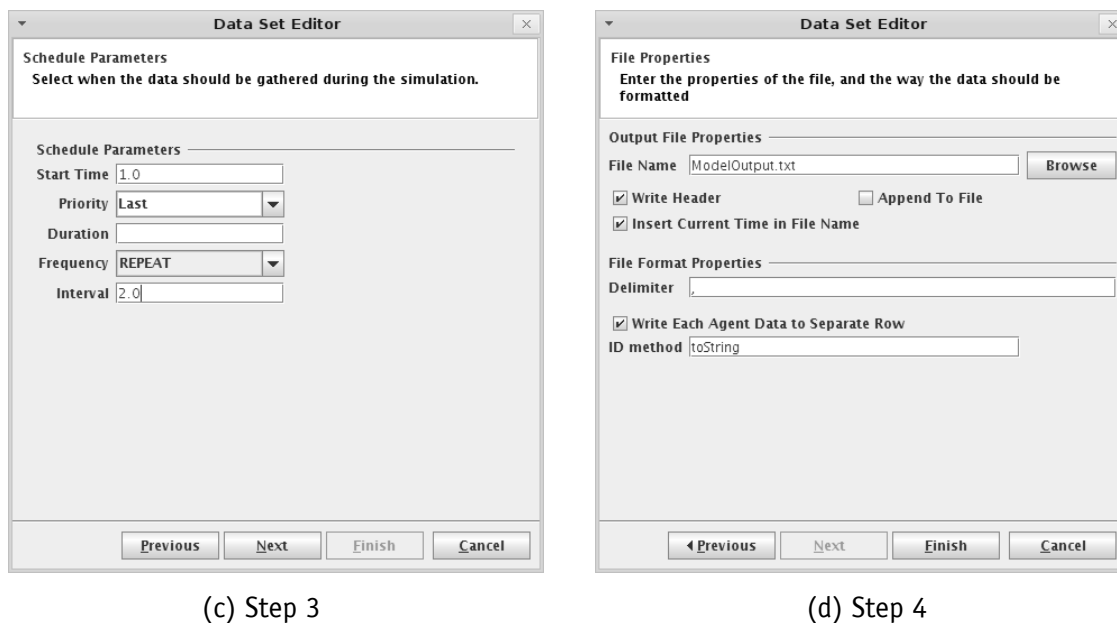 Data Set Editor
Schedule Parameters
Select when the data should be gathered during the simulation.
Schedule Parameters
Start Time 1.0
Priority Last
Duration
Frequency REPEAT
Interval 2.0
Previous Next Finish Cancel
(c) Step 3
Data Set Editor
File Properties
Enter the properties of the file, and the way the data should be
formatted
Output File Properties
File Name ModelOutput.txt Browse
Write Header Append To File
Insert Current Time in File Name
File Format Properties
Delimiter ,
Write Each Agent Data to Separate Row
ID method toString
Previous Next Finish Cancel
(d) Step 4